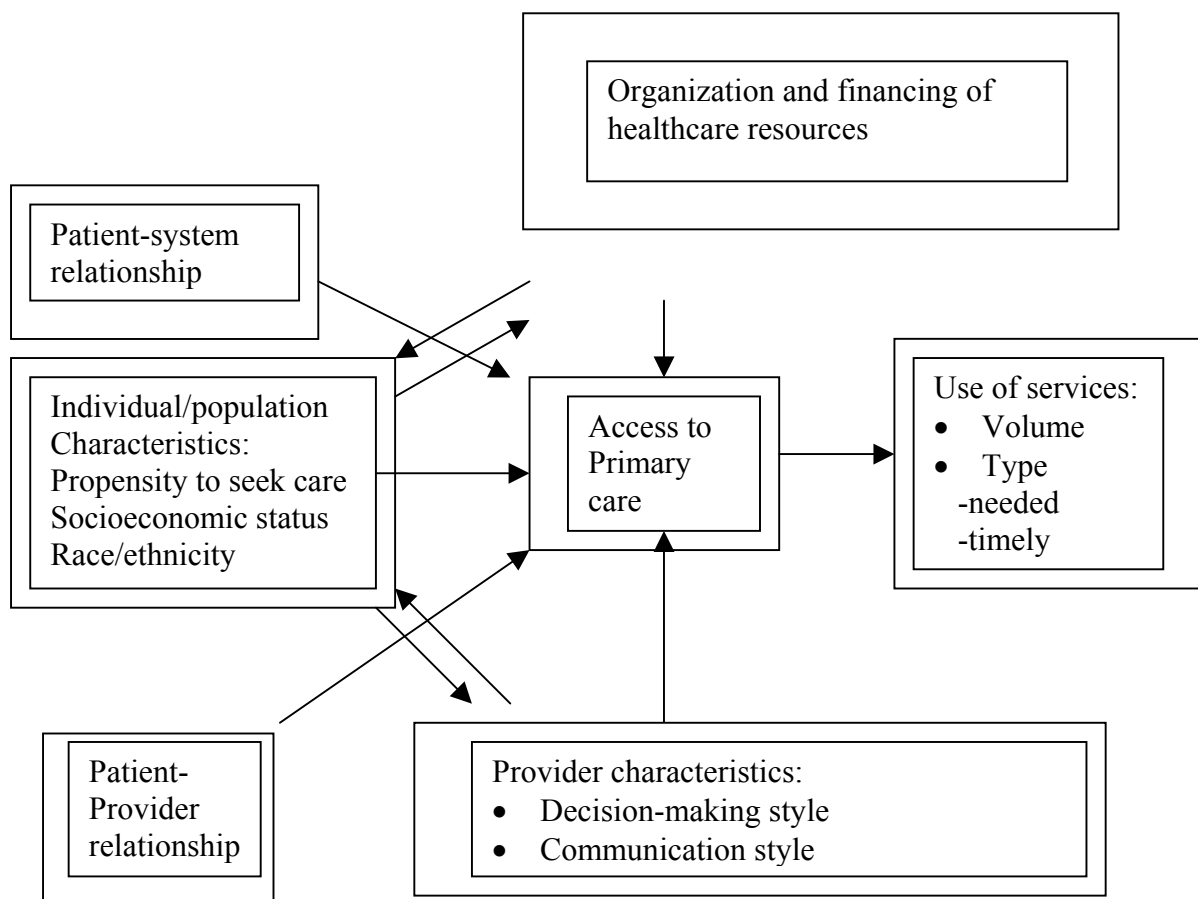 Organization and financing of
healthcare resources
Patient-system
relationship
Individual/population
Characteristics:
Propensity to seek care
Socioeconomic status
Race/ethnicity
Access to
Primary
care
Use of services:
• Volume
• Type
-needed
-timely
Patient-
Provider
relationship
Provider characteristics:
• Decision-making style
• Communication style